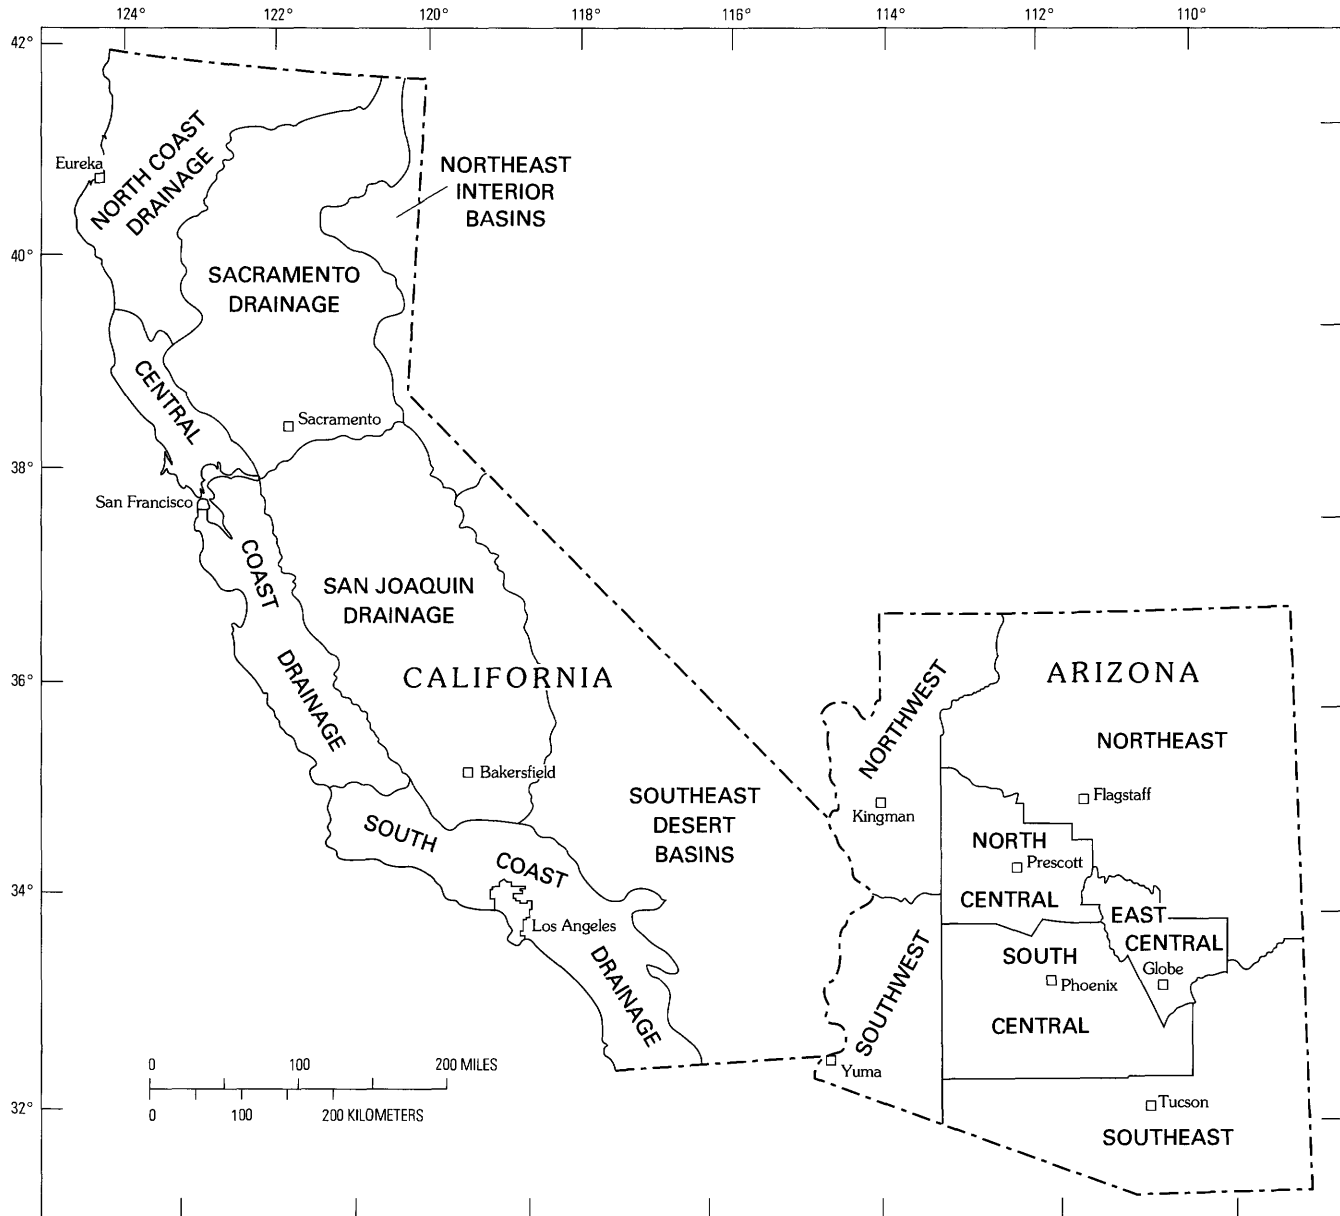 124° 122° 120° 118° 116° 114° 112° 110°
42°
NORTH COAST
DRAINAGE
Eureka
NORTHEAST
INTERIOR
BASINS
40°
SACRAMENTO
DRAINAGE
CENTRAL
Sacramento
38°
San Francisco
COAST
SAN JOAQUIN
DRAINAGE
DRAINAGE
36°
CALIFORNIA
ARIZONA
NORTHWEST
NORTHEAST
Bakersfield
SOUTHEAST
DESERT
BASINS
Flagstaff
Kingman
SOUTH
COAST
NORTH
Prescott
CENTRAL
34°
EAST
CENTRAL
Los Angeles
DRAINAGE
SOUTHWEST
SOUTH
Globe
Phoenix
CENTRAL
0 100 200 MILES
0 100 200 KILOMETERS
Yuma
32°
Tucson
SOUTHEAST